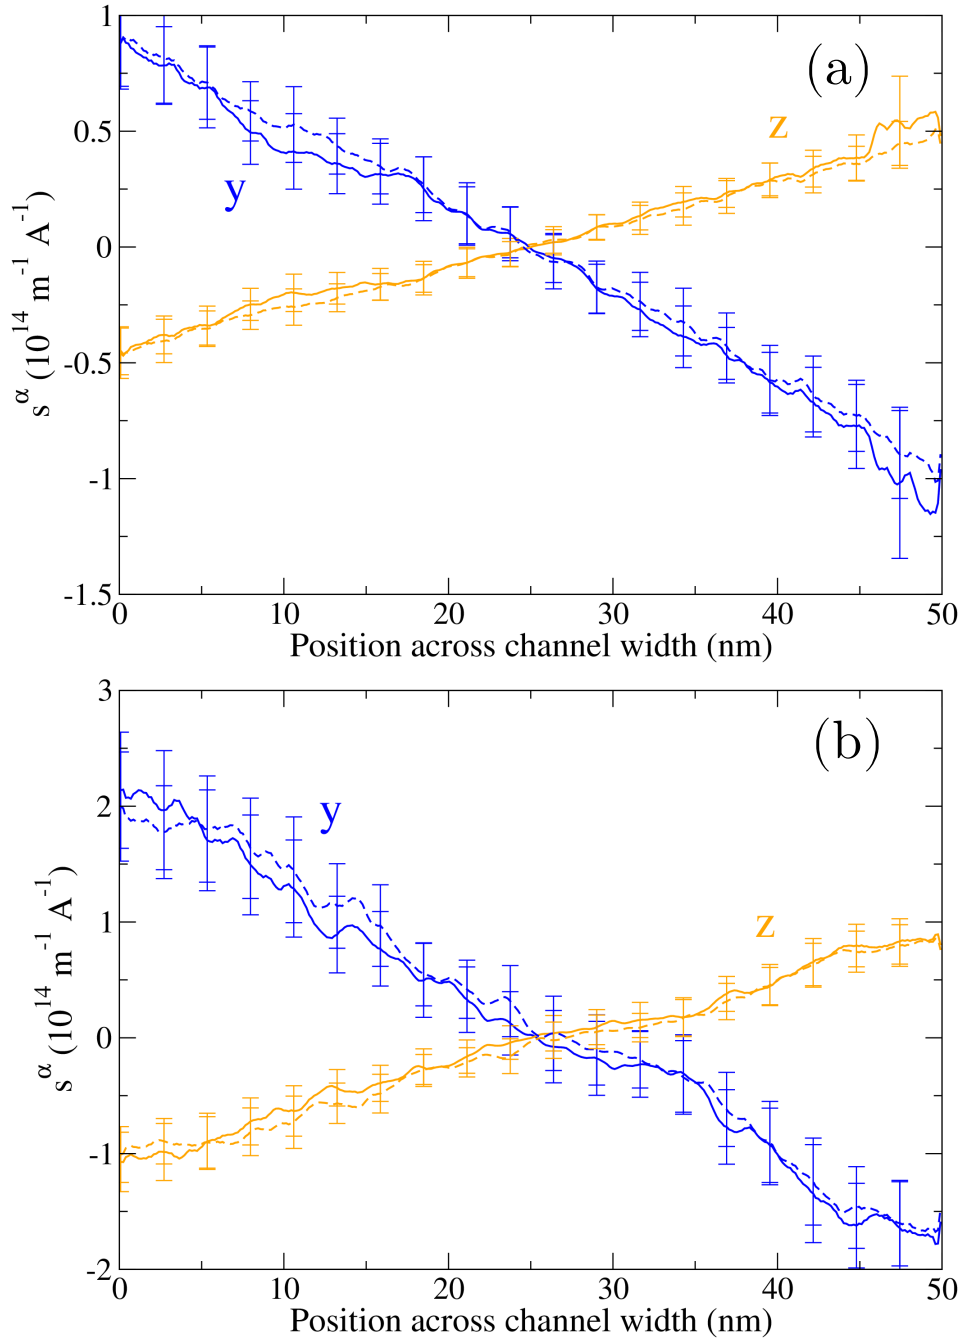 1
(a)
z
0.5
y
0
-0.5
-1
-1.5
s^α (10^14 m^-1 A^-1)
0 10 20 30 40 50
Position across channel width (nm)
3
(b)
2
y
1
z
0
-1
-2
s^α (10^14 m^-1 A^-1)
0 10 20 30 40 50
Position across channel width (nm)